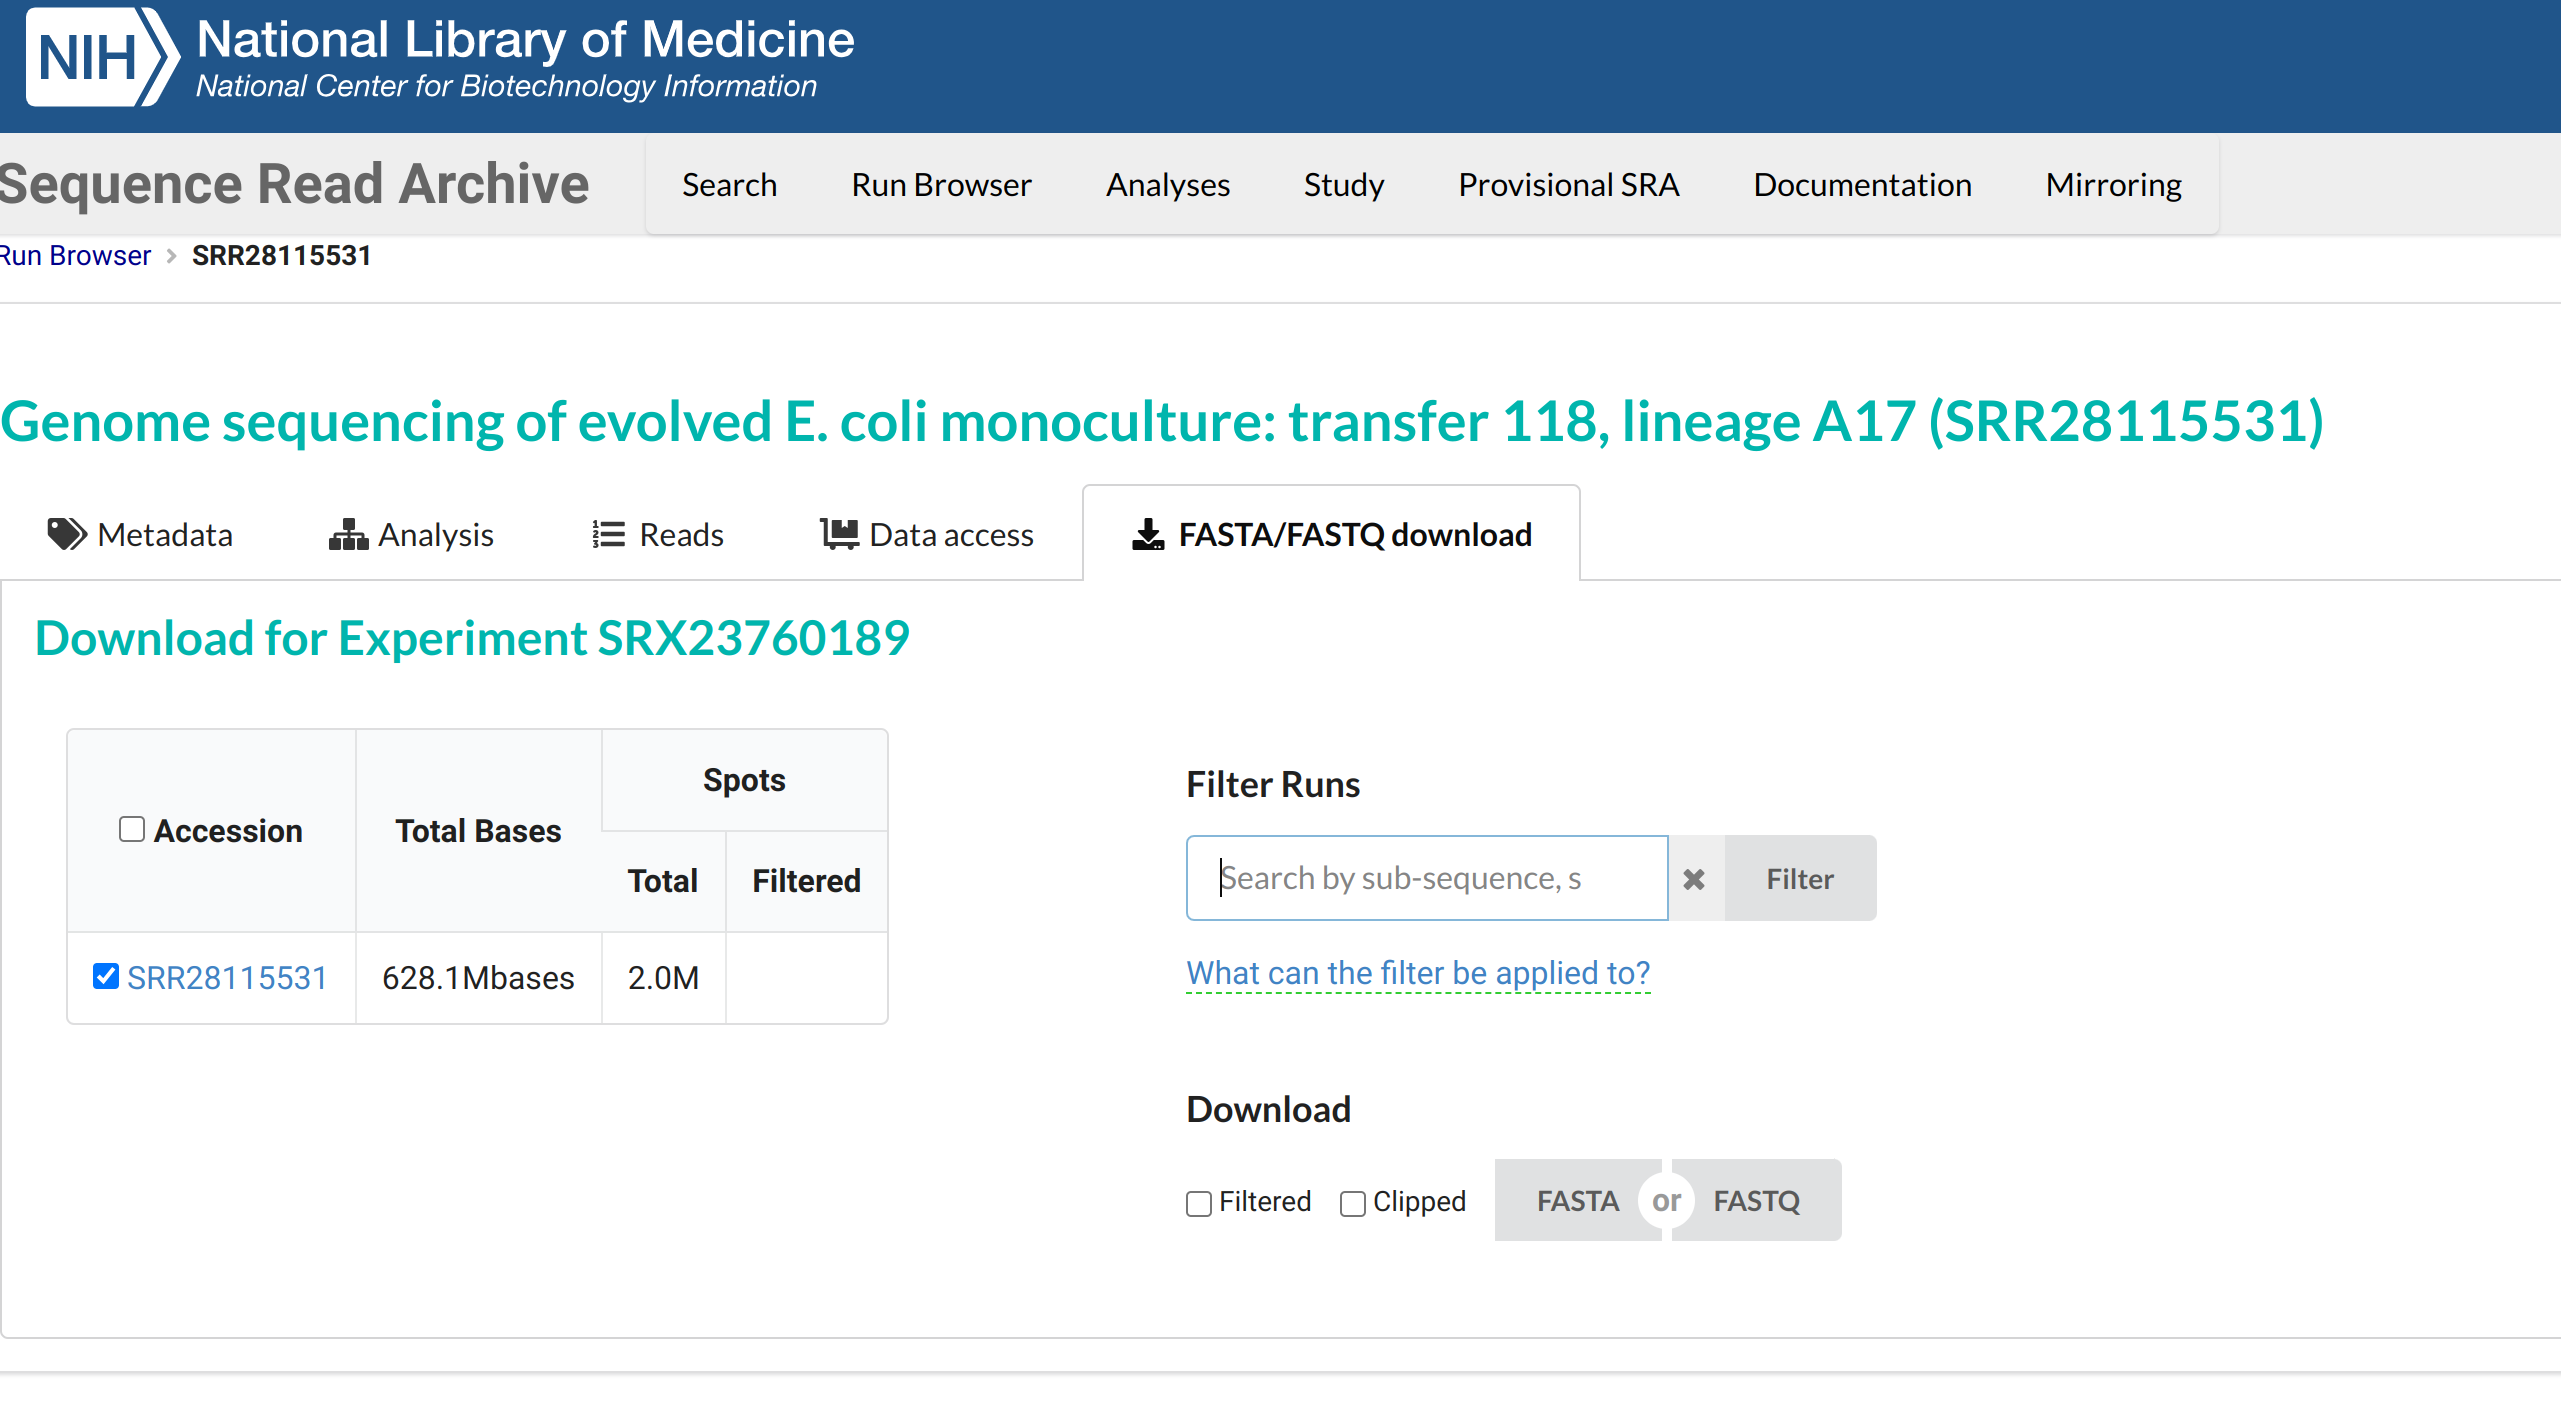 NIH
National Library of Medicine
National Center for Biotechnology Information
Sequence Read Archive
Search Run Browser Analyses Study Provisional SRA Documentation Mirroring
Run Browser > SRR28115531
Genome sequencing of evolved E. coli monoculture: transfer 118, lineage A17 (SRR28115531)
Metadata Analysis Reads Data access FASTA/FASTQ download
Download for Experiment SRX23760189
Accession Total Bases Spots
Total Filtered
SRR28115531 628.1Mbases 2.0M
Filter Runs
Search by sub-sequence, s Filter
What can the filter be applied to?
Download
Filtered Clipped FASTA or FASTQ